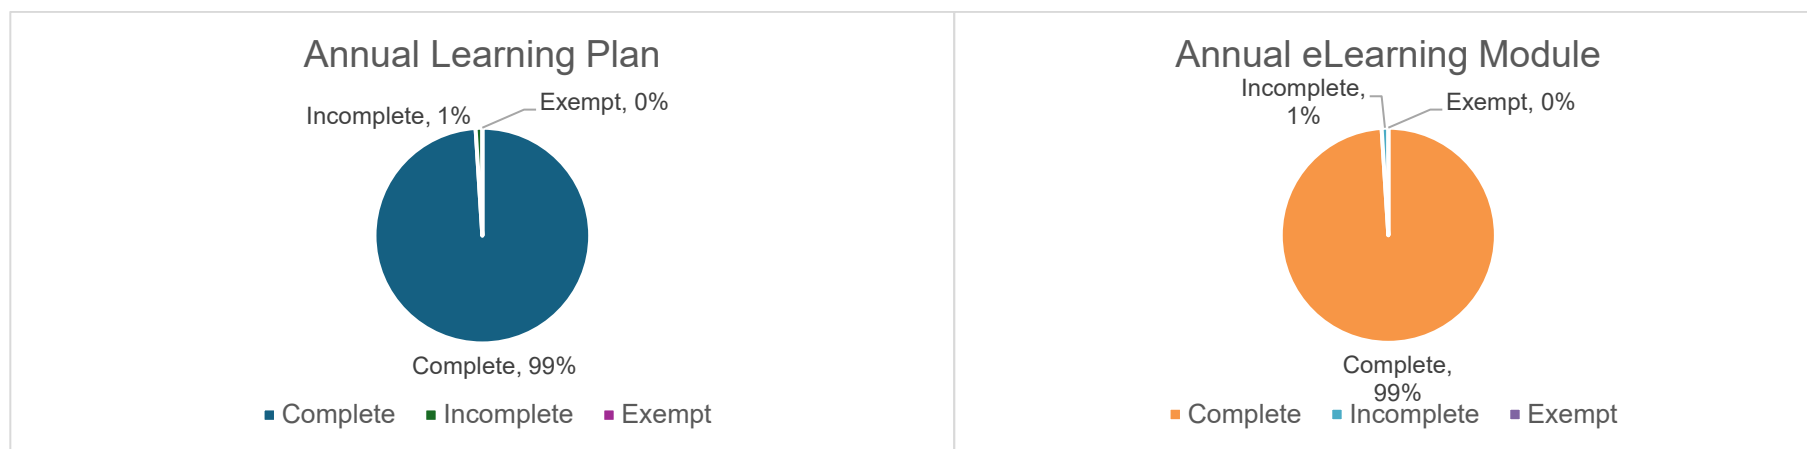 Annual Learning Plan
Incomplete, 1%
Exempt, 0%
Complete, 99%
Complete
Incomplete
Exempt
Annual eLearning Module
Incomplete,
1%
Exempt, 0%
Complete,
99%
Complete
Incomplete
Exempt